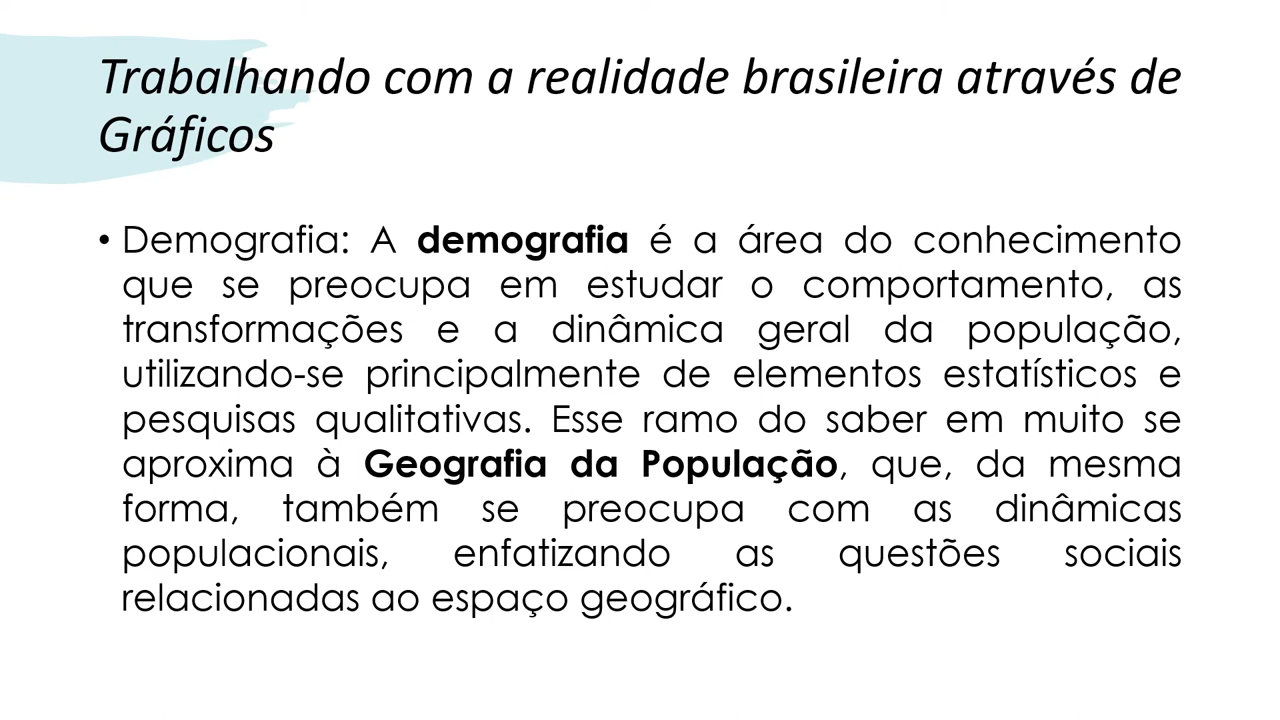 Trabalhando com a realidade brasileira através de
Gráficos
• Demografia: A demografia é a área do conhecimento
que se preocupa em estudar o comportamento, as
transformações e a dinâmica geral da população,
utilizando-se principalmente de elementos estatísticos e
pesquisas qualitativas. Esse ramo do saber em muito se
aproxima à Geografia da População, que, da mesma
forma, também se preocupa com as dinâmicas
populacionais, enfatizando as questões sociais
relacionadas ao espaço geográfico.